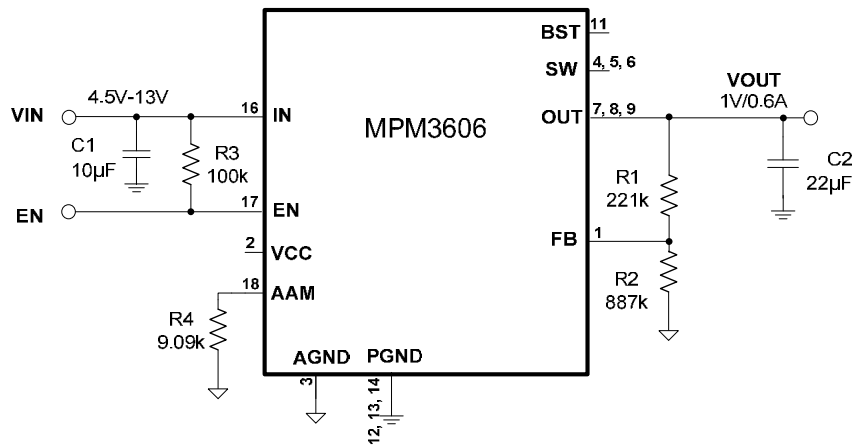 BST 11
SW 4, 5, 6
VIN 4.5V-13V 16 IN
MPM3606
OUT 7, 8, 9
VOUT
1V/0.6A
C1
10µF
R3
100k
R1
221k
C2
22µF
EN 17 EN
2 VCC
FB 1
18 AAM
R2
887k
R4
9.09k
AGND PGND
3
12, 13, 14